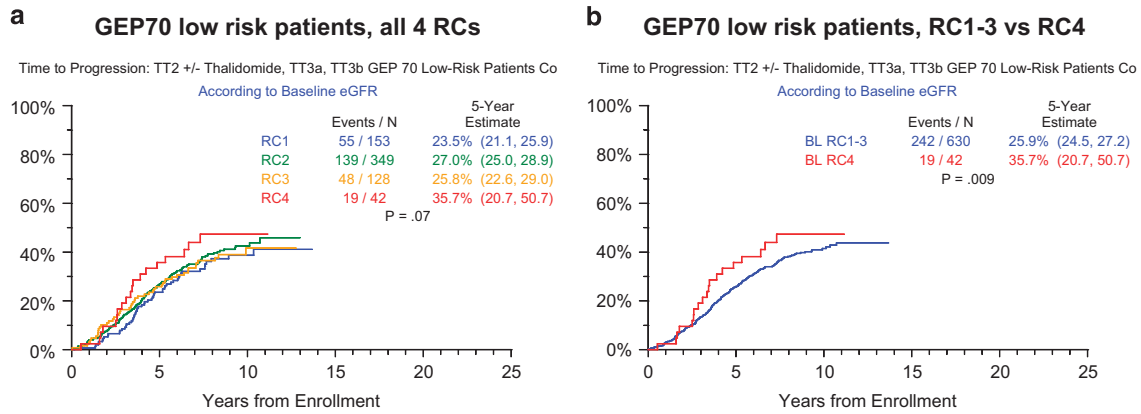 a
GEP70 low risk patients, all 4 RCs
Time to Progression: TT2 +/- Thalidomide, TT3a, TT3b GEP 70 Low-Risk Patients Co
According to Baseline eGFR
5-Year
Events / N Estimate
RC1 55 / 153 23.5% (21.1, 25.9)
RC2 139 / 349 27.0% (25.0, 28.9)
RC3 48 / 128 25.8% (22.6, 29.0)
RC4 19 / 42 35.7% (20.7, 50.7)
P = .07
100%
80%
60%
40%
20%
0%
0 5 10 15 20 25
Years from Enrollment
b
GEP70 low risk patients, RC1-3 vs RC4
Time to Progression: TT2 +/- Thalidomide, TT3a, TT3b GEP 70 Low-Risk Patients Co
According to Baseline eGFR
5-Year
Events / N Estimate
BL RC1-3 242 / 630 25.9% (24.5, 27.2)
BL RC4 19 / 42 35.7% (20.7, 50.7)
P = .009
100%
80%
60%
40%
20%
0%
0 5 10 15 20 25
Years from Enrollment